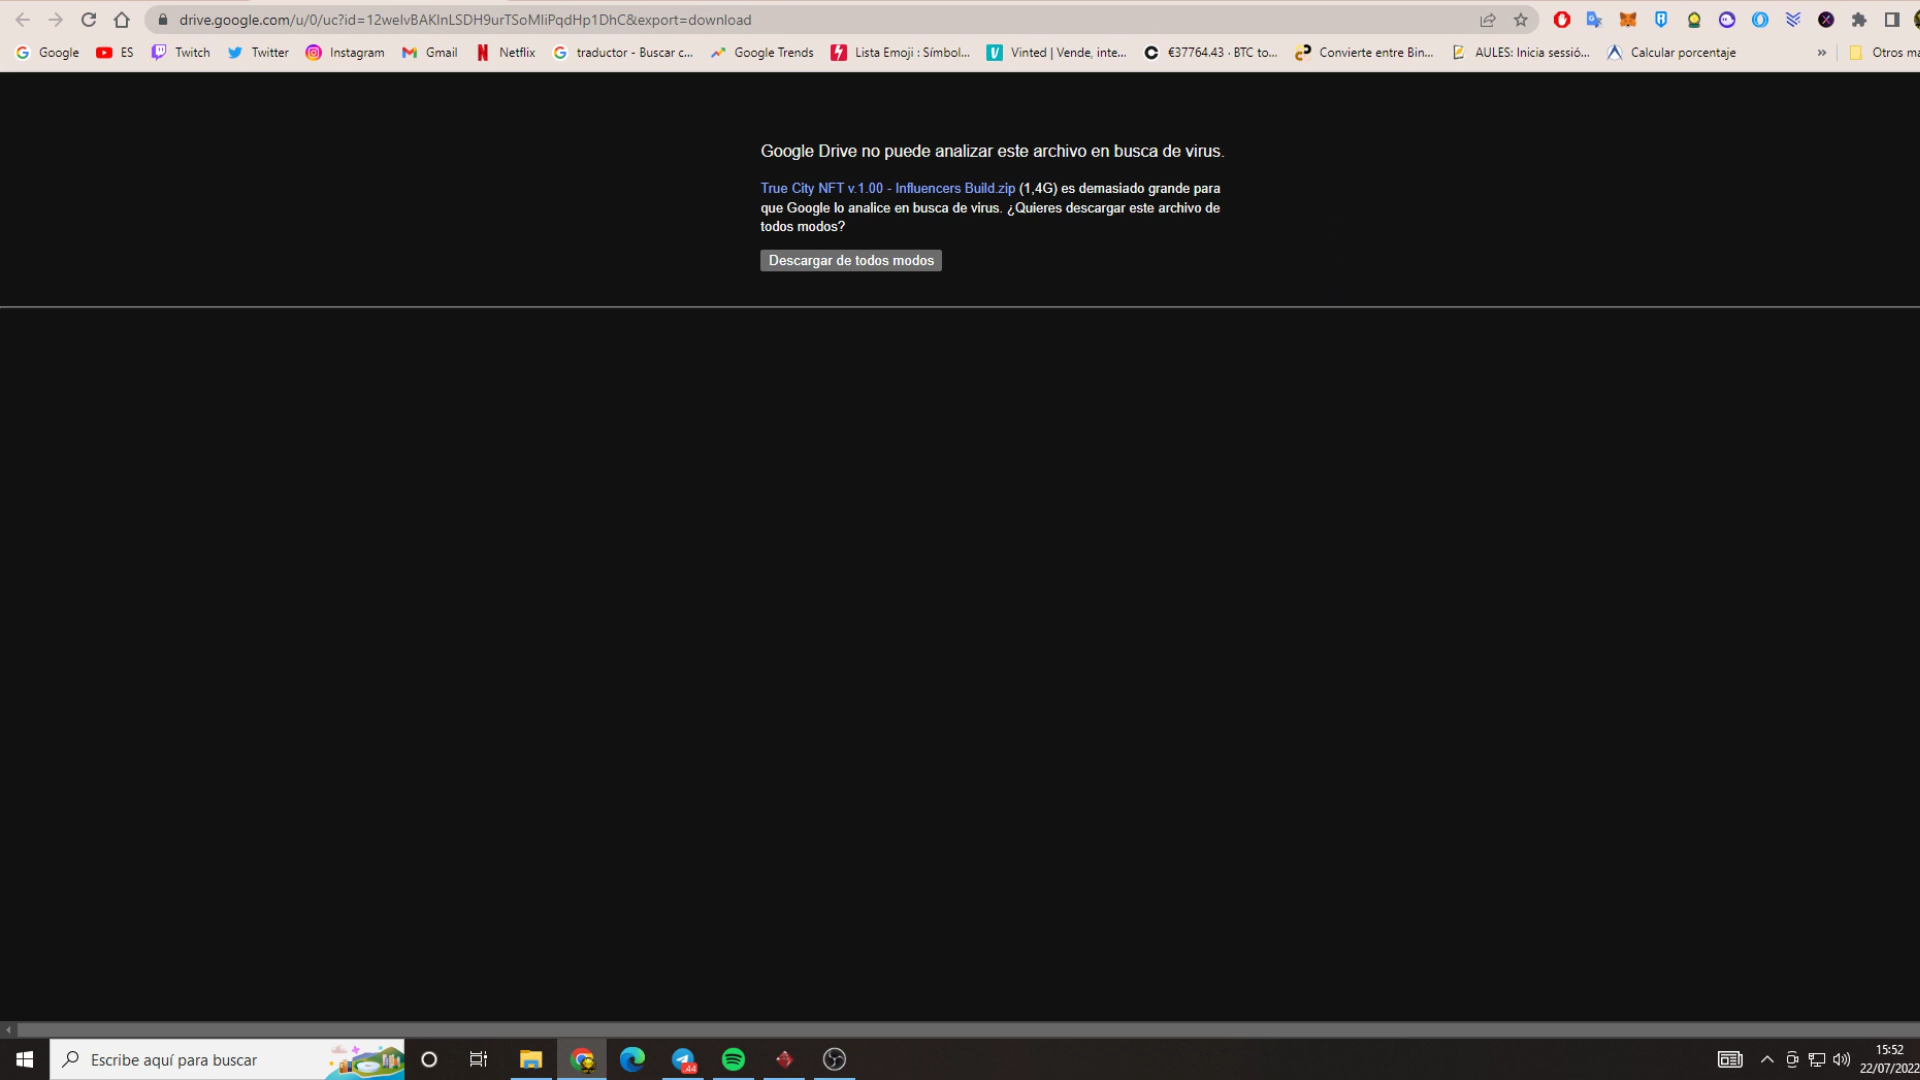 drive.google.com/u/0/uc?id=12welvBAKlnLSDH9urTSoMliPqdHp1DhC&export=download
Google ES Twitch Twitter Instagram Gmail Netflix traductor - Buscar c... Google Trends Lista Emoji : Símbol... Vinted | Vende, inte... €37764.43 · BTC to... Convierte entre Bin... AULES: Inicia sessió... Calcular porcentaje » Otros ma
Google Drive no puede analizar este archivo en busca de virus.
True City NFT v.1.00 - Influencers Build.zip (1,4G) es demasiado grande para
que Google lo analice en busca de virus. ¿Quieres descargar este archivo de
todos modos?
Descargar de todos modos
Escribe aquí para buscar
.44
15:52
22/07/2022